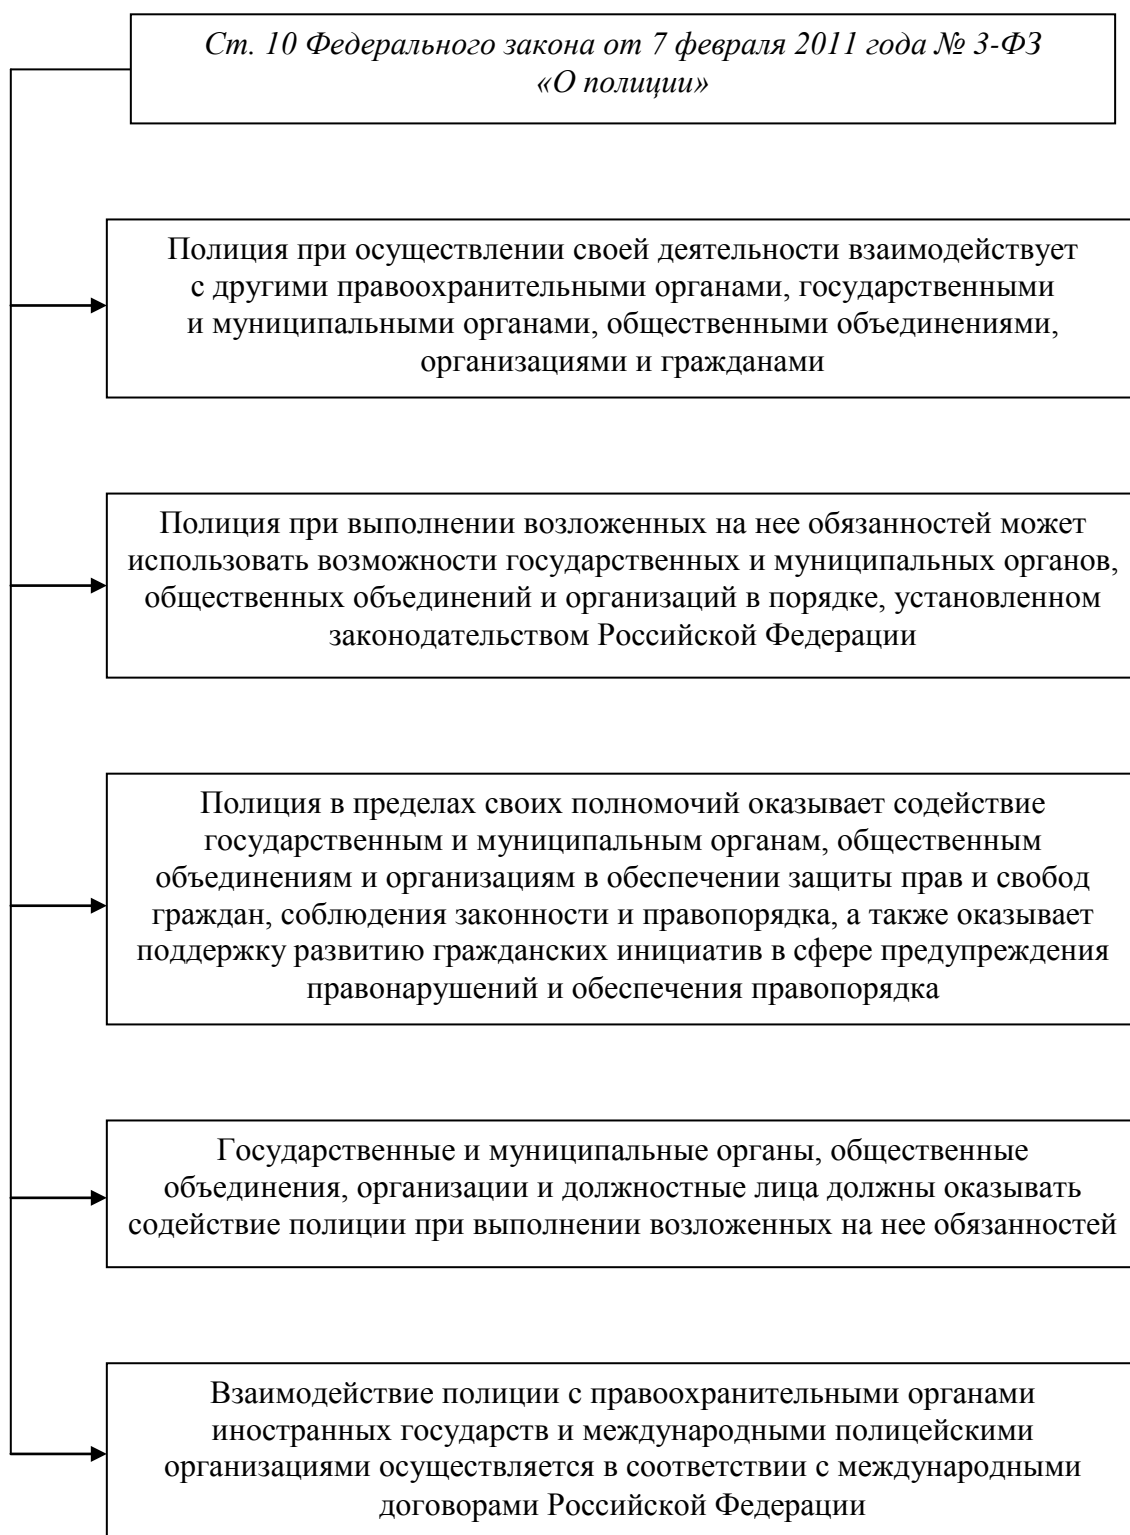 Ст. 10 Федерального закона от 7 февраля 2011 года № 3-ФЗ
«О полиции»
Полиция при осуществлении своей деятельности взаимодействует
с другими правоохранительными органами, государственными
и муниципальными органами, общественными объединениями,
организациями и гражданами
Полиция при выполнении возложенных на нее обязанностей может
использовать возможности государственных и муниципальных органов,
общественных объединений и организаций в порядке, установленном
законодательством Российской Федерации
Полиция в пределах своих полномочий оказывает содействие
государственным и муниципальным органам, общественным
объединениям и организациям в обеспечении защиты прав и свобод
граждан, соблюдения законности и правопорядка, а также оказывает
поддержку развитию гражданских инициатив в сфере предупреждения
правонарушений и обеспечения правопорядка
Государственные и муниципальные органы, общественные
объединения, организации и должностные лица должны оказывать
содействие полиции при выполнении возложенных на нее обязанностей
Взаимодействие полиции с правоохранительными органами
иностранных государств и международными полицейскими
организациями осуществляется в соответствии с международными
договорами Российской Федерации